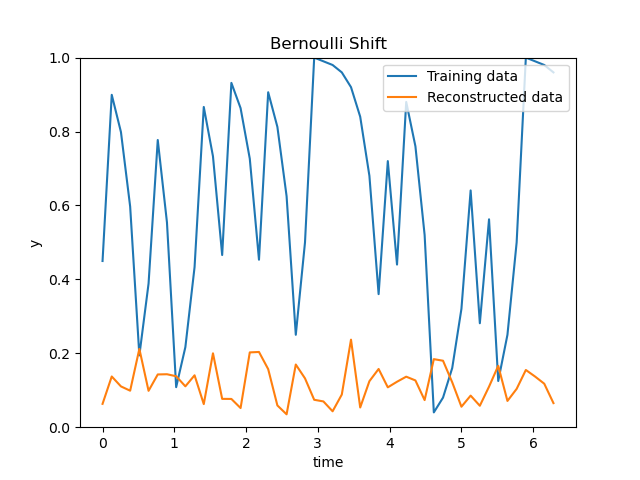 Bernoulli Shift
1.0
Training data
Reconstructed data
0.8
0.6
y
0.4
0.2
0.0
0 1 2 3 4 5 6
time